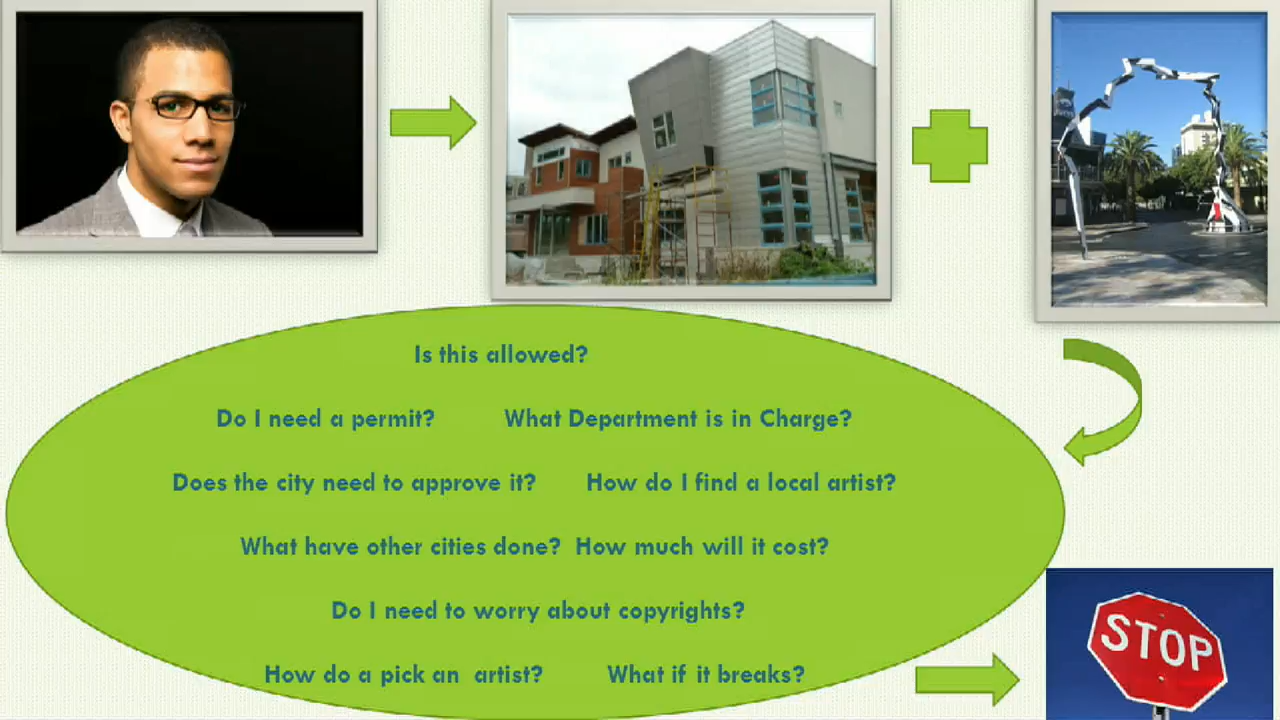 Is this allowed?
Do I need a permit? What Department is in Charge?
Does the city need to approve it? How do I find a local artist?
What have other cities done? How much will it cost?
Do I need to worry about copyrights?
How do a pick an artist? What if it breaks?
STOP